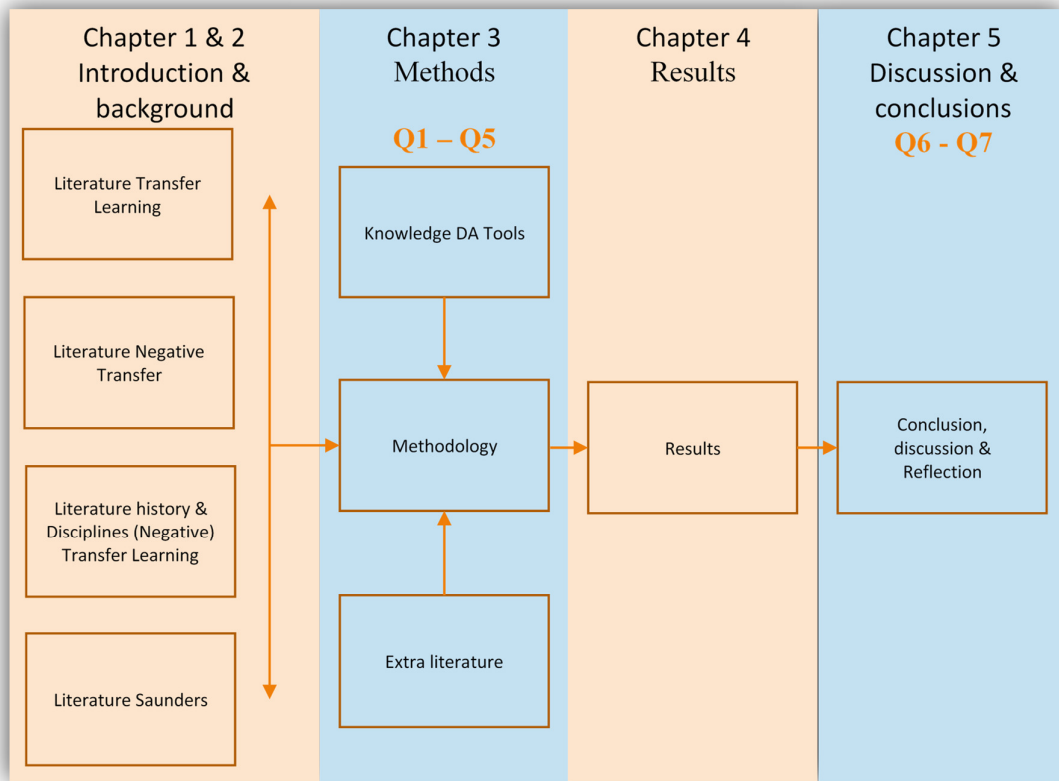 Chapter 1 & 2
Introduction &
background
Literature Transfer
Learning
Literature Negative
Transfer
Literature history &
Disciplines (Negative)
Transfer Learning
Literature Saunders
Chapter 3
Methods
Q1 – Q5
Knowledge DA Tools
Methodology
Extra literature
Chapter 4
Results
Results
Chapter 5
Discussion &
conclusions
Q6 - Q7
Conclusion,
discussion &
Reflection